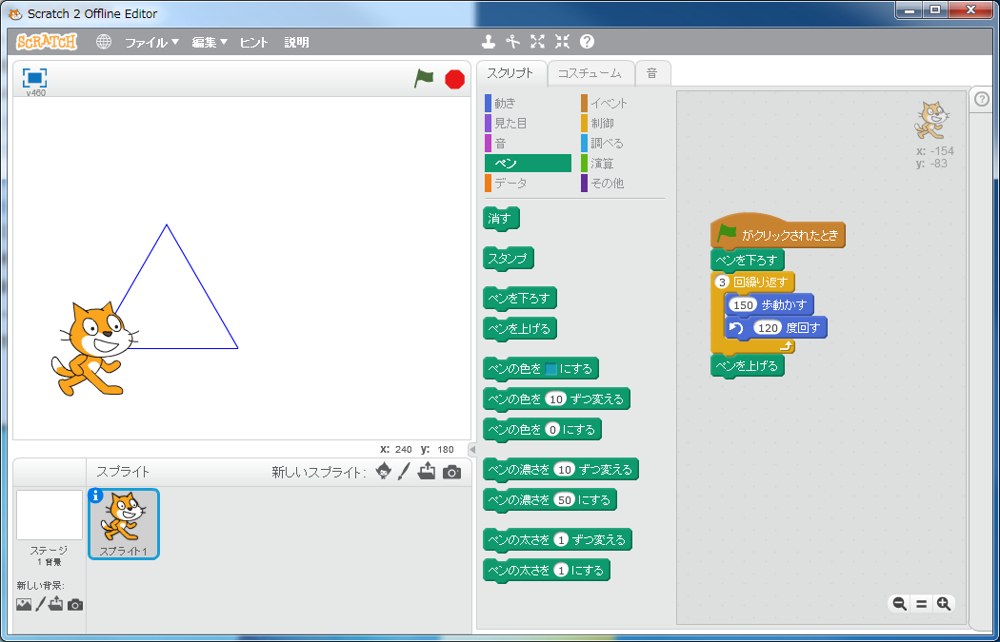 Scratch 2 Offline Editor
SCRATCH ファイル▼ 編集▼ ヒント 説明
v460
スクリプト コスチューム 音
動き イベント
見た目 制御
音 調べる
ペン 演算
データ その他
x: -154
y: -83
消す
スタンプ
ペンを下ろす
ペンを上げる
ペンの色を にする
ペンの色を 10 ずつ変える
ペンの色を 0 にする
ペンの濃さを 10 ずつ変える
ペンの濃さを 50 にする
ペンの太さを 1 ずつ変える
ペンの太さを 1 にする
がクリックされたとき
ペンを下ろす
3 回繰り返す
150 歩動かす
120 度回す
ペンを上げる
x: 240 y: 180
スプライト 新しいスプライト:
ステージ
1 背景
新しい背景:
スプライト1